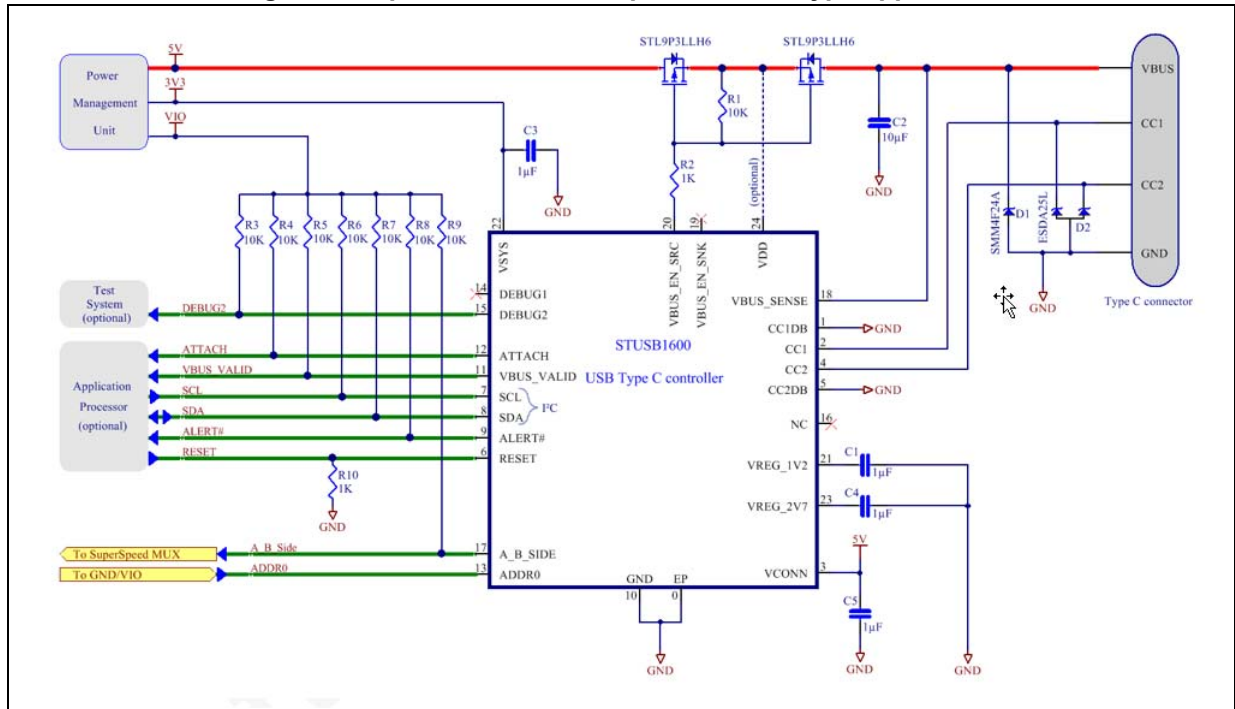 STL9P3LLH6
STL9P3LLH6
5V
Power
Management
Unit
3V3
VIO
VBUS
R1
10K
C3
1µF
GND
R2
1K
(optional)
C2
10µF
GND
CC1
CC2
SMM4F24A
D1
ESDA25L
D2
GND
GND
Type C connector
R3
10K
R4
10K
R5
10K
R6
10K
R7
10K
R8
10K
R9
10K
22
20
19
24
VSYS
VBUS_EN_SRC
VBUS_EN_SNK
VDD
Test
System
(optional)
DEBUG2
14
DEBUG1
15
DEBUG2
VBUS_SENSE
18
CC1DB
1
GND
STUSB1600
USB Type C controller
CC1
2
CC2
4
CC2DB
5
GND
NC
16
Application
Processor
(optional)
ATTACH
12
ATTACH
VBUS_VALID
11
VBUS_VALID
SCL
7
SCL
SDA
8
SDA
I²C
ALERT#
9
ALERT#
RESET
6
RESET
R10
1K
GND
VREG_1V2
21
C1
1µF
VREG_2V7
23
C4
1µF
To SuperSpeed MUX
A_B_Side
17
A_B_SIDE
To GND/VIO
ADDR0
13
ADDR0
5V
VCONN
3
C5
1µF
GND
EP
10
0
GND
GND
GND